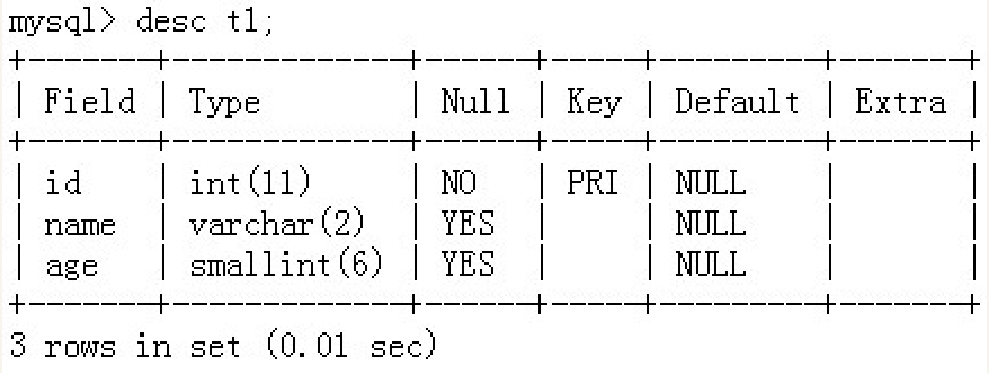 mysql> desc t1;
+-------+-------------+------+-----+---------+-------+
| Field | Type | Null | Key | Default | Extra |
+-------+-------------+------+-----+---------+-------+
| id | int(11) | NO | PRI | NULL | |
| name | varchar(2) | YES | | NULL | |
| age | smallint(6) | YES | | NULL | |
+-------+-------------+------+-----+---------+-------+
3 rows in set (0.01 sec)